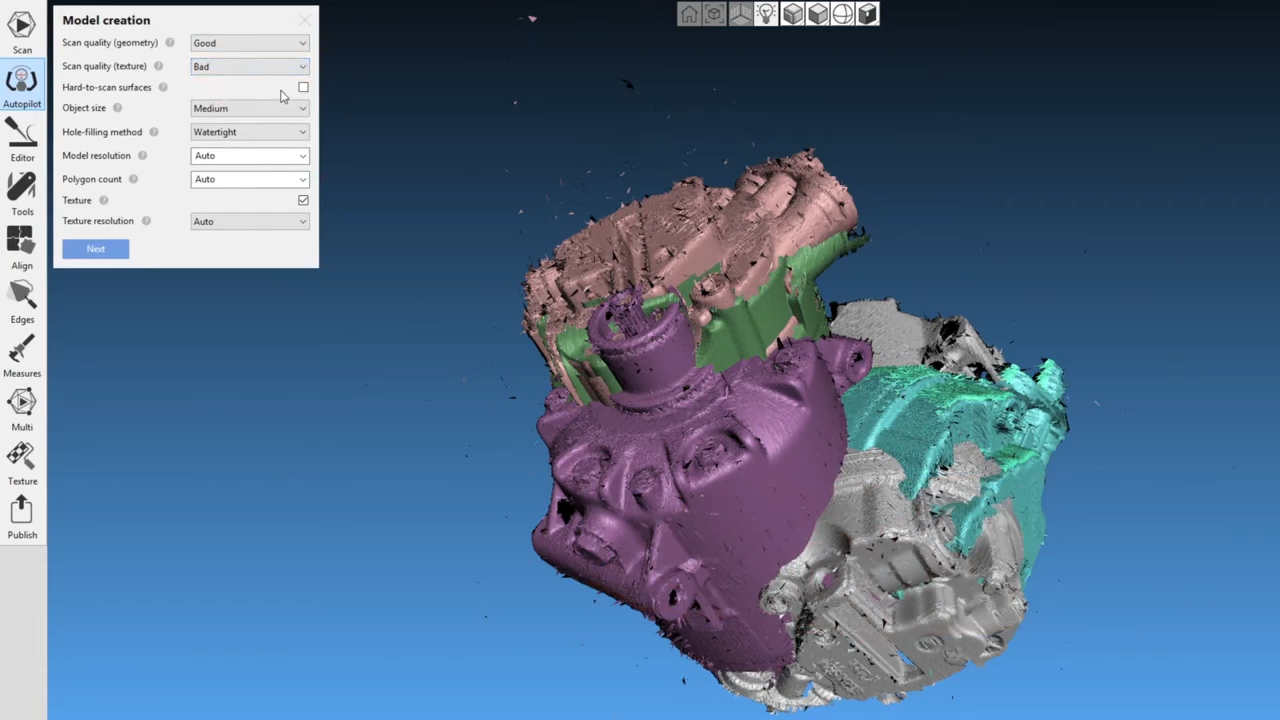 Scan
Autopilot
Editor
Tools
Align
Edges
Measures
Multi
Texture
Publish
Model creation
Scan quality (geometry) ? Good
Scan quality (texture) ? Bad
Hard-to-scan surfaces ?
Object size ? Medium
Hole-filling method ? Watertight
Model resolution ? Auto
Polygon count ? Auto
Texture ?
Texture resolution ? Auto
Next